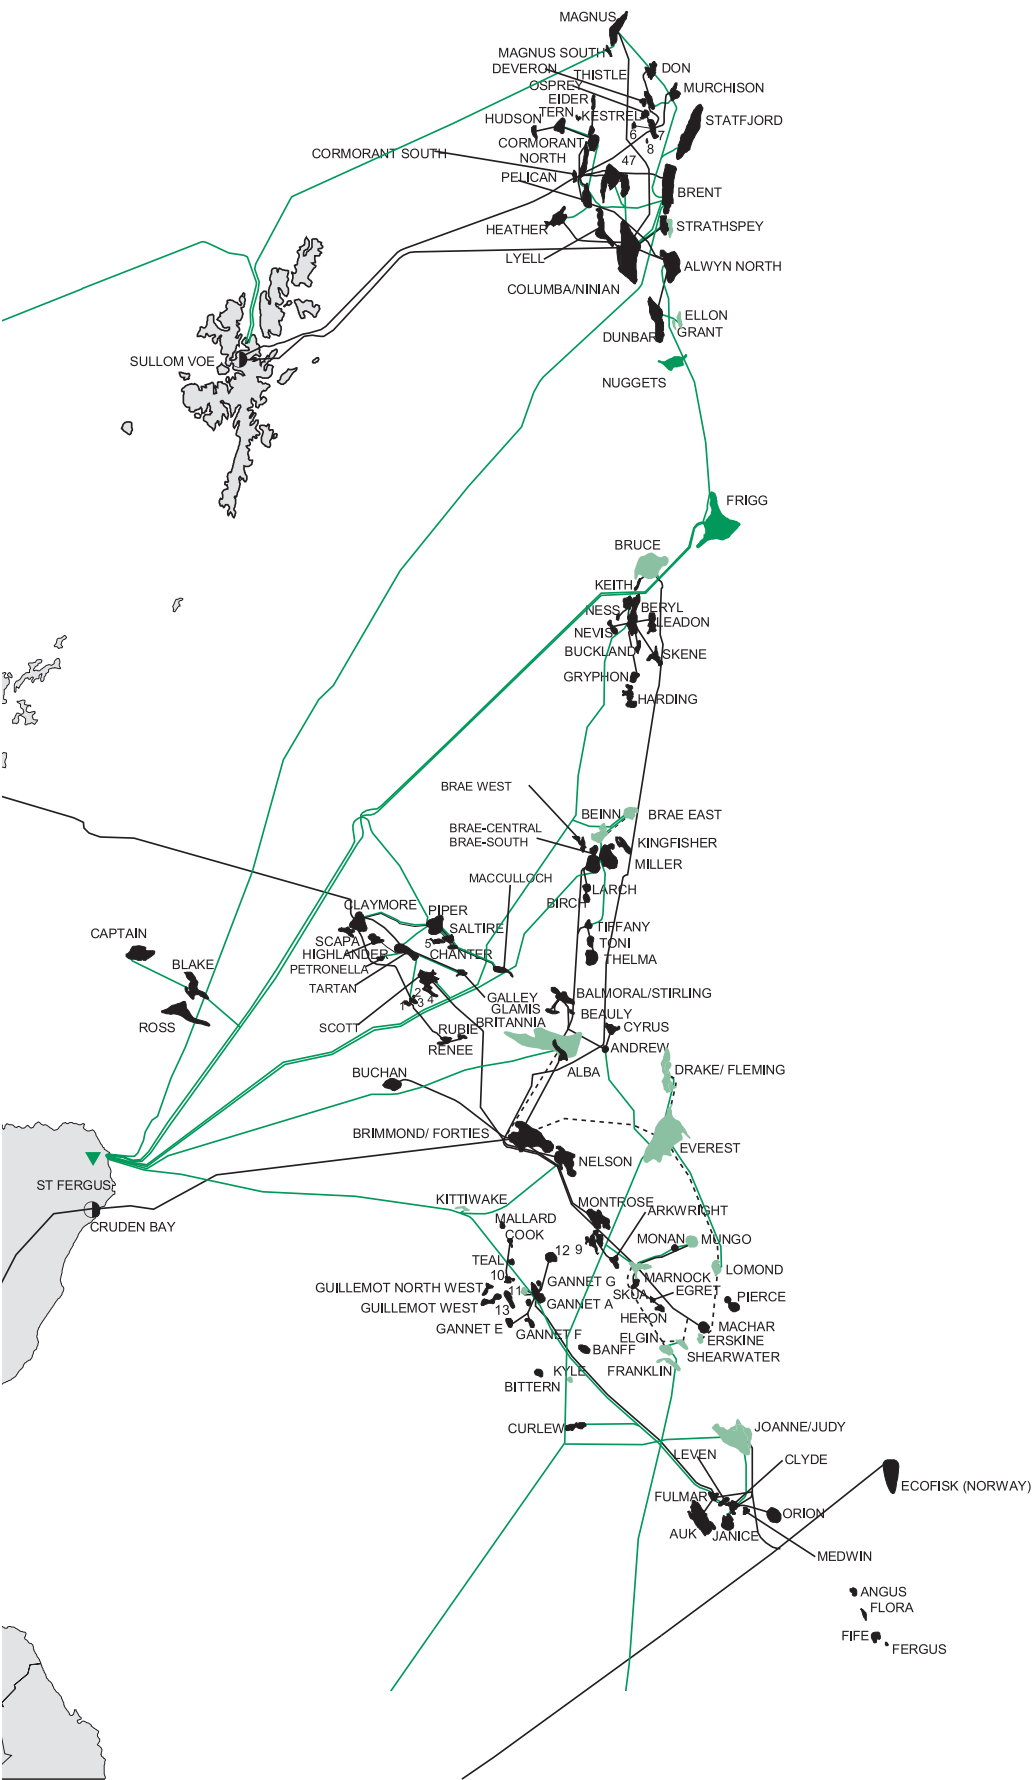 MAGNUS
MAGNUS SOUTH
DEVERON
THISTLE
DON
OSPREY
MURCHISON
EIDER
TERN
KESTREL
HUDSON
STATFJORD
6
7
CORMORANT
NORTH
8
CORMORANT SOUTH
47
PELICAN
BRENT
HEATHER
STRATHSPEY
LYELL
ALWYN NORTH
COLUMBA/NINIAN
ELLON
GRANT
DUNBAR
SULLOM VOE
NUGGETS
FRIGG
BRUCE
KEITH
NESS
BERYL
LEADON
NEVIS
BUCKLAND
SKENE
GRYPHON
HARDING
BRAE WEST
BEINN
BRAE EAST
BRAE-CENTRAL
BRAE-SOUTH
KINGFISHER
MILLER
MACCULLOCH
LARCH
BIRCH
CLAYMORE
PIPER
SALTIRE
TIFFANY
CAPTAIN
SCAPA
5
TONI
HIGHLANDER
CHANTER
THELMA
BLAKE
PETRONELLA
TARTAN
2
1
3
4
GALLEY
BALMORAL/STIRLING
GLAMIS
BEAULY
ROSS
SCOTT
RUBIE
BRITANNIA
CYRUS
RENEE
ANDREW
BUCHAN
ALBA
DRAKE/ FLEMING
BRIMMOND/ FORTIES
EVEREST
NELSON
ST FERGUS
KITTIWAKE
MONTROSE
ARKWRIGHT
CRUDEN BAY
MALLARD
COOK
MONAN
MUNGO
12
9
TEAL
10
LOMOND
GUILLEMOT NORTH WEST
11
GANNET G
MARNOCK
SKUA
EGRET
PIERCE
GUILLEMOT WEST
13
GANNET A
HERON
GANNET E
GANNET F
MACHAR
ELGIN
ERSKINE
BANFF
SHEARWATER
KYLE
FRANKLIN
BITTERN
CURLEW
JOANNE/JUDY
LEVEN
CLYDE
ECOFISK (NORWAY)
FULMAR
ORION
AUK
JANICE
MEDWIN
ANGUS
FLORA
FIFE
FERGUS